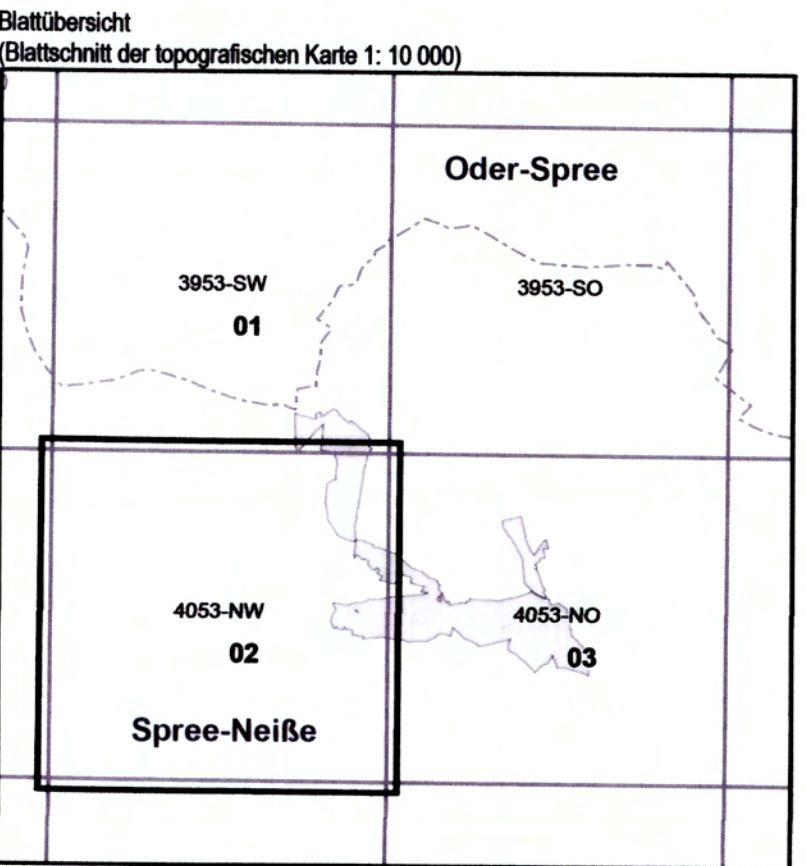 Blattübersicht
(Blattschnitt der topografischen Karte 1: 10 000)
Oder-Spree
3953-SW
3953-SO
01
4053-NW
4053-NO
02
03
Spree-Neiße